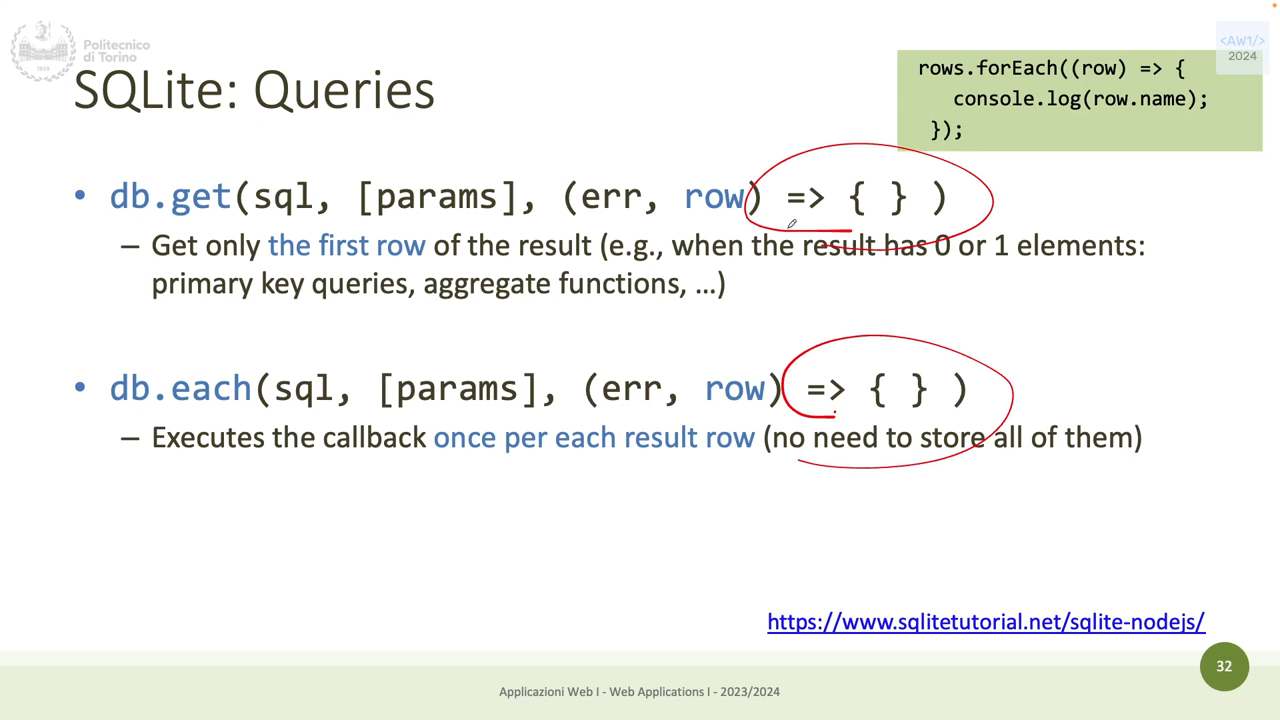 Politecnico
di Torino
1859
SQLite: Queries
<AW1/>
2024
rows.forEach((row) => {
console.log(row.name);
});
• db.get(sql, [params], (err, row) => { } )
– Get only the first row of the result (e.g., when the result has 0 or 1 elements:
primary key queries, aggregate functions, …)
• db.each(sql, [params], (err, row) => { } )
– Executes the callback once per each result row (no need to store all of them)
https://www.sqlitetutorial.net/sqlite-nodejs/
32
Applicazioni Web I - Web Applications I - 2023/2024